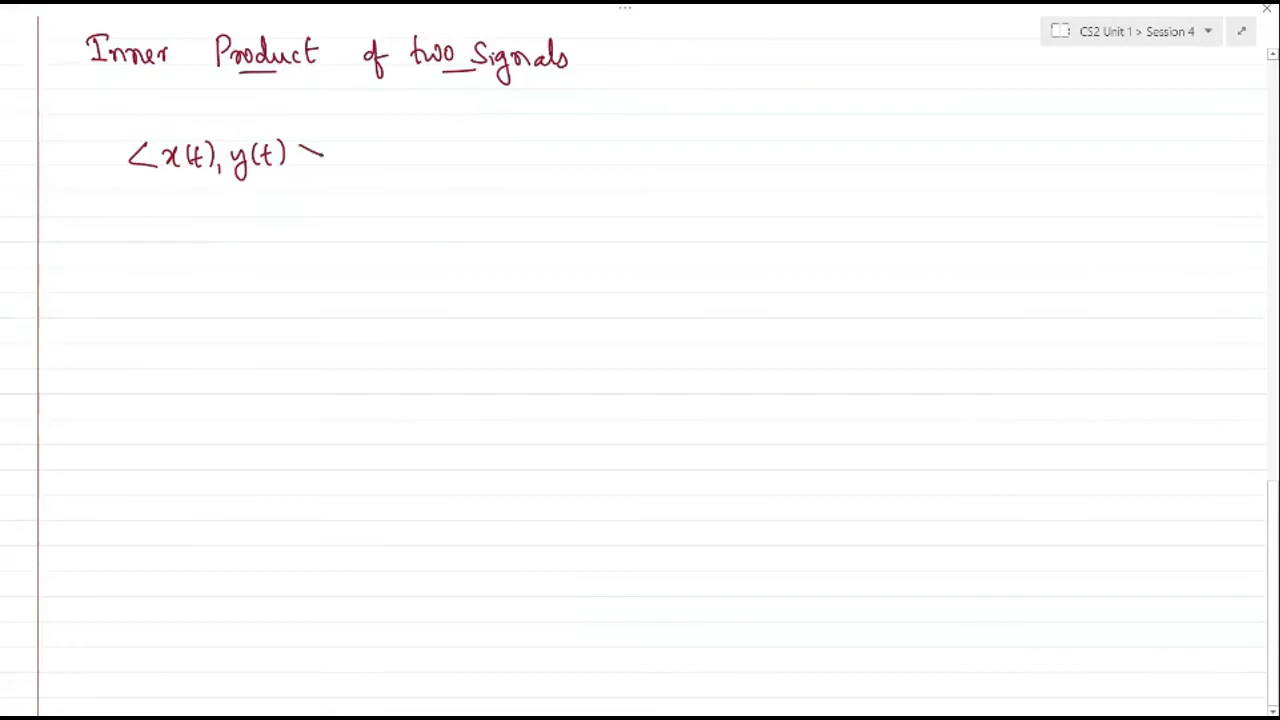 CS2 Unit 1 > Session 4
Inner Product of two Signals
<x(t), y(t) \